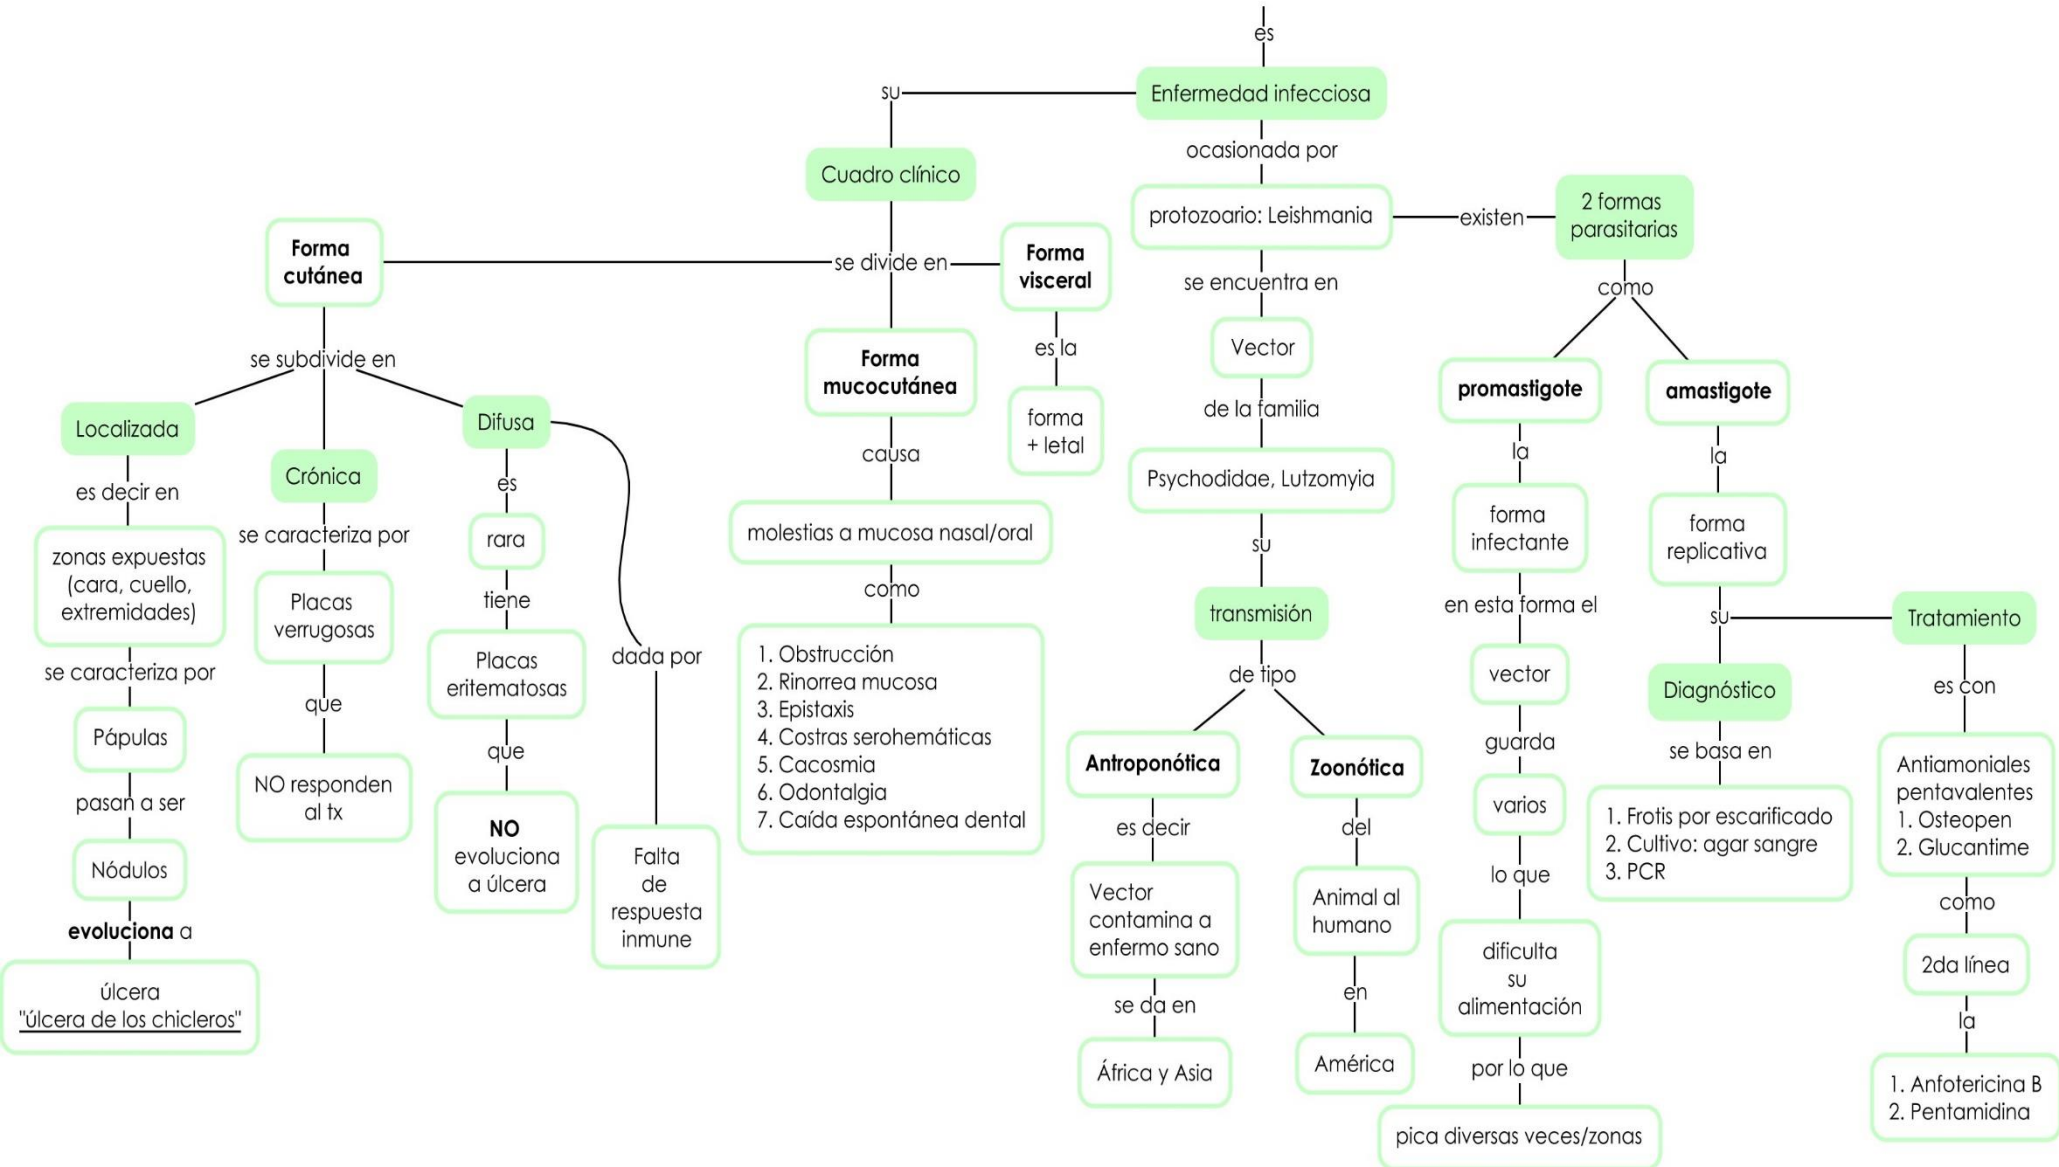 es
Enfermedad infecciosa
su
Cuadro clínico
se divide en
Forma
cutánea
se subdivide en
Localizada
es decir en
zonas expuestas
(cara, cuello,
extremidades)
se caracteriza por
Pápulas
pasan a ser
Nódulos
evoluciona a
úlcera
"úlcera de los chicleros"
Crónica
se caracteriza por
Placas
verrugosas
que
NO responden
al tx
Difusa
es
rara
tiene
Placas
eritematosas
que
NO
evoluciona
a úlcera
dada por
Falta
de
respuesta
inmune
Forma
mucocutánea
causa
molestias a mucosa nasal/oral
como
1. Obstrucción
2. Rinorrea mucosa
3. Epistaxis
4. Costras serohemáticas
5. Cacosmia
6. Odontalgia
7. Caída espontánea dental
Forma
visceral
es la
forma
+ letal
ocasionada por
protozoario: Leishmania
se encuentra en
Vector
de la familia
Psychodidae, Lutzomyia
su
transmisión
de tipo
Antroponótica
es decir
Vector
contamina a
enfermo sano
se da en
África y Asia
Zoonótica
del
Animal al
humano
en
América
existen
2 formas
parasitarias
como
promastigote
la
forma
infectante
en esta forma el
vector
guarda
varios
lo que
dificulta
su
alimentación
por lo que
pica diversas veces/zonas
amastigote
la
forma
replicativa
su
Diagnóstico
se basa en
1. Frotis por escarificado
2. Cultivo: agar sangre
3. PCR
Tratamiento
es con
Antiamoniales
pentavalentes
1. Osteopen
2. Glucantime
como
2da línea
la
1. Anfotericina B
2. Pentamidina